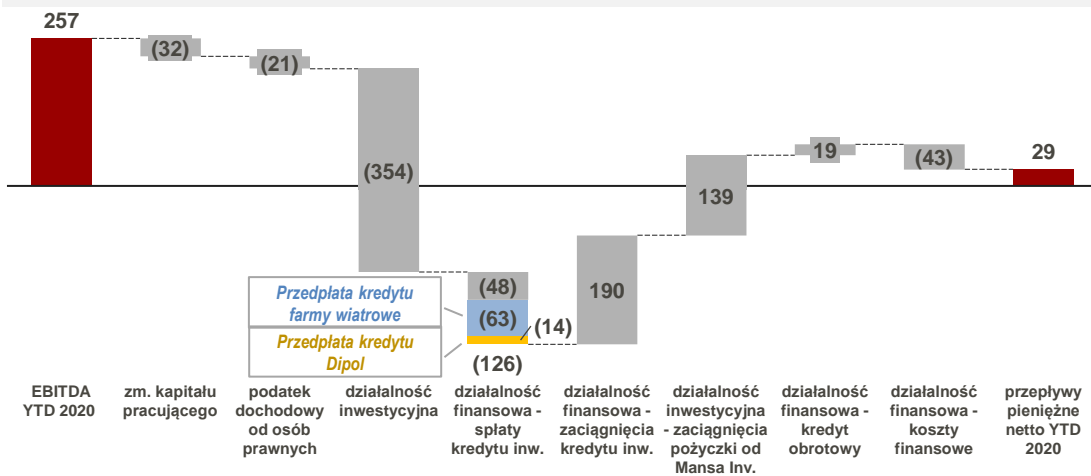 257
(32)
(21)
(354)
19
(43)
29
139
(48)
190
(63)
(14)
(126)
Przedpłata kredytu
farmy wiatrowe
Przedpłata kredytu
Dipol
EBITDA
YTD 2020
zm. kapitału
pracującego
podatek
dochodowy
od osób
prawnych
działalność
inwestycyjna
działalność
finansowa -
spłaty
kredytu inw.
działalność
finansowa -
zaciągnięcia
kredytu inw.
działalność
inwestycyjna
- zaciągnięcia
pożyczki od
Mansa Inv.
działalność
finansowa -
kredyt
obrotowy
działalność
finansowa -
koszty
finansowe
przepływy
pieniężne
netto YTD
2020